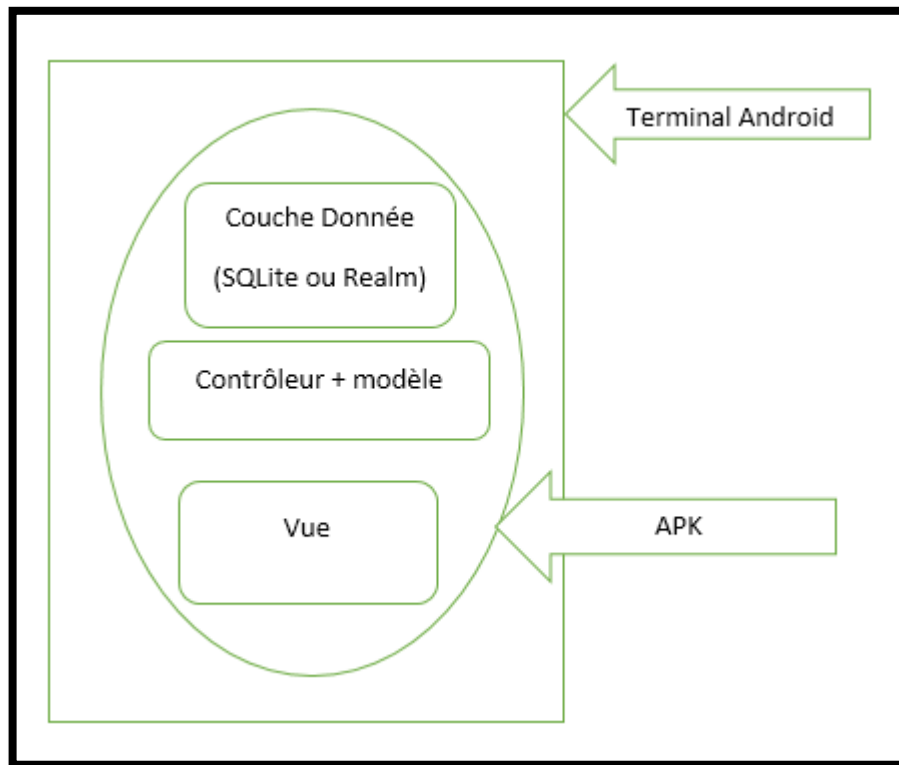 Terminal Android
Couche Donnée
(SQLite ou Realm)
Contrôleur + modèle
Vue
APK